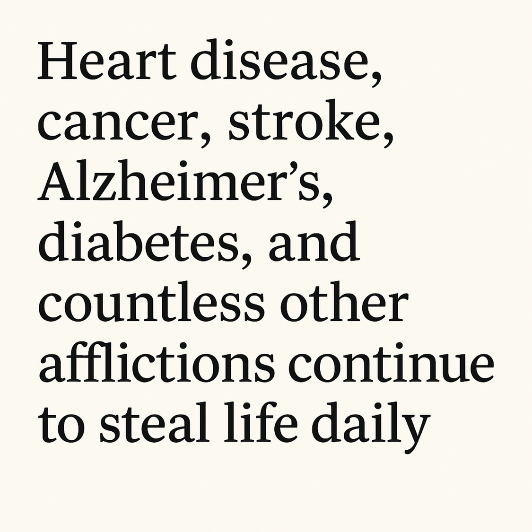 Heart disease,
cancer, stroke,
Alzheimer’s,
diabetes, and
countless other
afflictions continue
to steal life daily